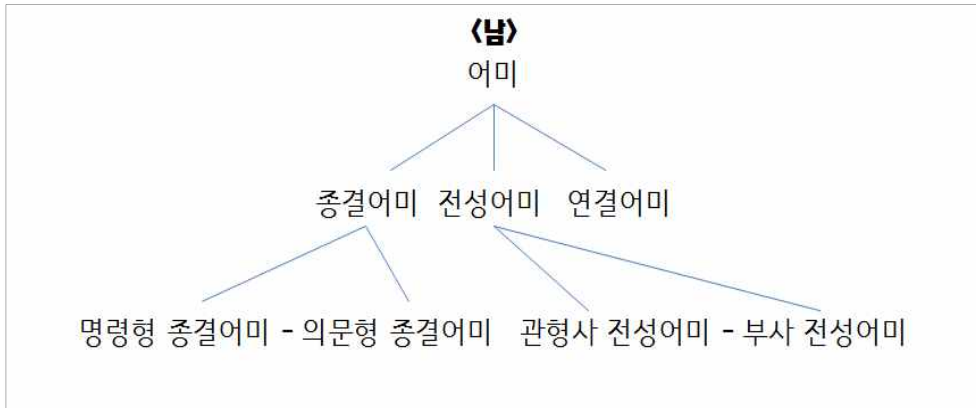 <남>
어미
종결어미 전성어미 연결어미
명령형 종결어미 - 의문형 종결어미 관형사 전성어미 - 부사 전성어미